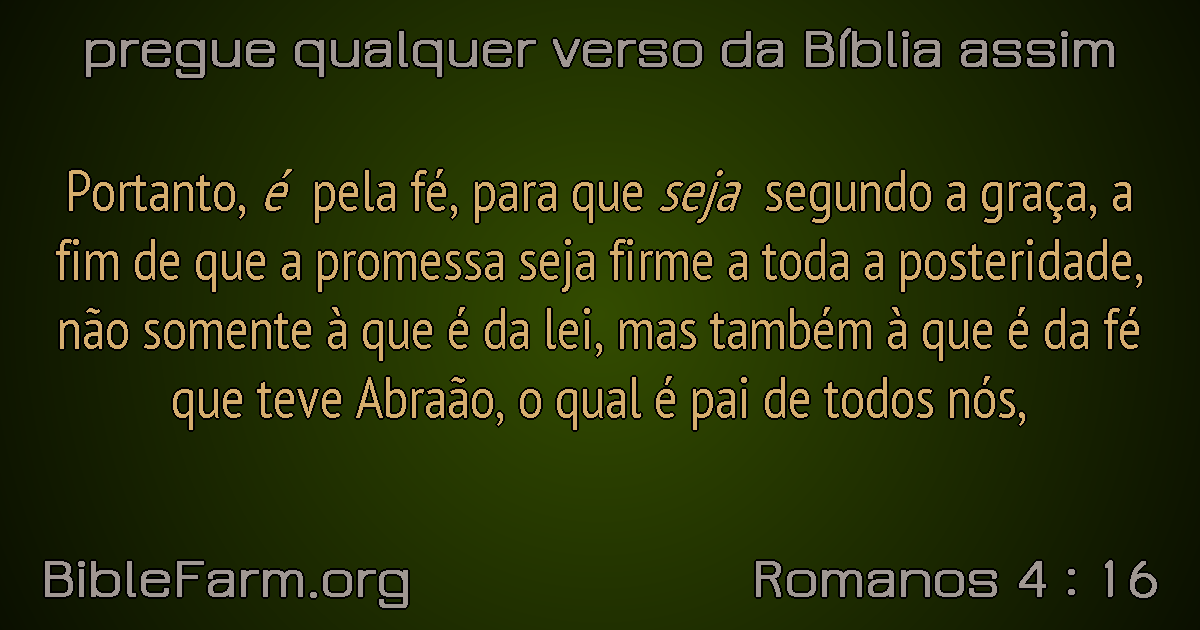 pregue qualquer verso da Bíblia assim
Portanto, é pela fé, para que seja segundo a graça, a
fim de que a promessa seja firme a toda a posteridade,
não somente à que é da lei, mas também à que é da fé
que teve Abraão, o qual é pai de todos nós,
BibleFarm.org
Romanos 4 : 16